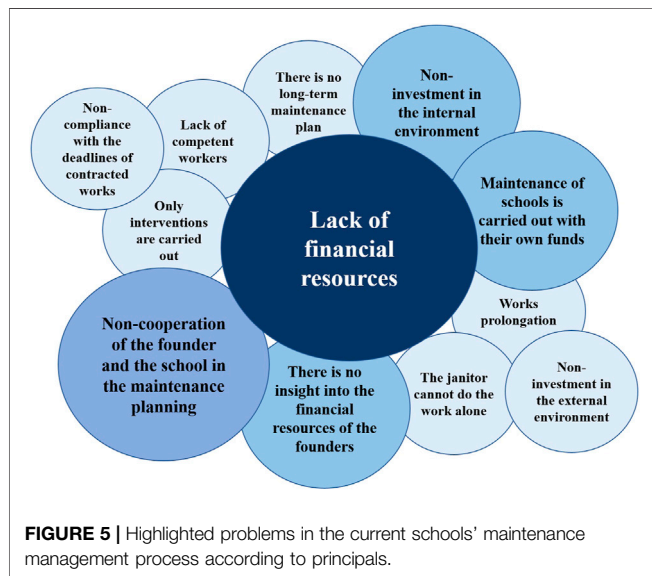 There is no
long-term
maintenance
plan
Non-
investment in
the internal
environment
Non-
compliance
with the
deadlines of
contracted
works
Lack of
competent
workers
Maintenance of
schools is
carried out with
their own funds
Lack of
financial
resources
Only
interventions
are carried
out
Works
prolongation
Non-cooperation
of the founder
and the school in
the maintenance
planning
There is no
insight into the
financial
resources of the
founders
The janitor
cannot do the
work alone
Non-
investment in
the external
environment
FIGURE 5 | Highlighted problems in the current schools' maintenance
management process according to principals.